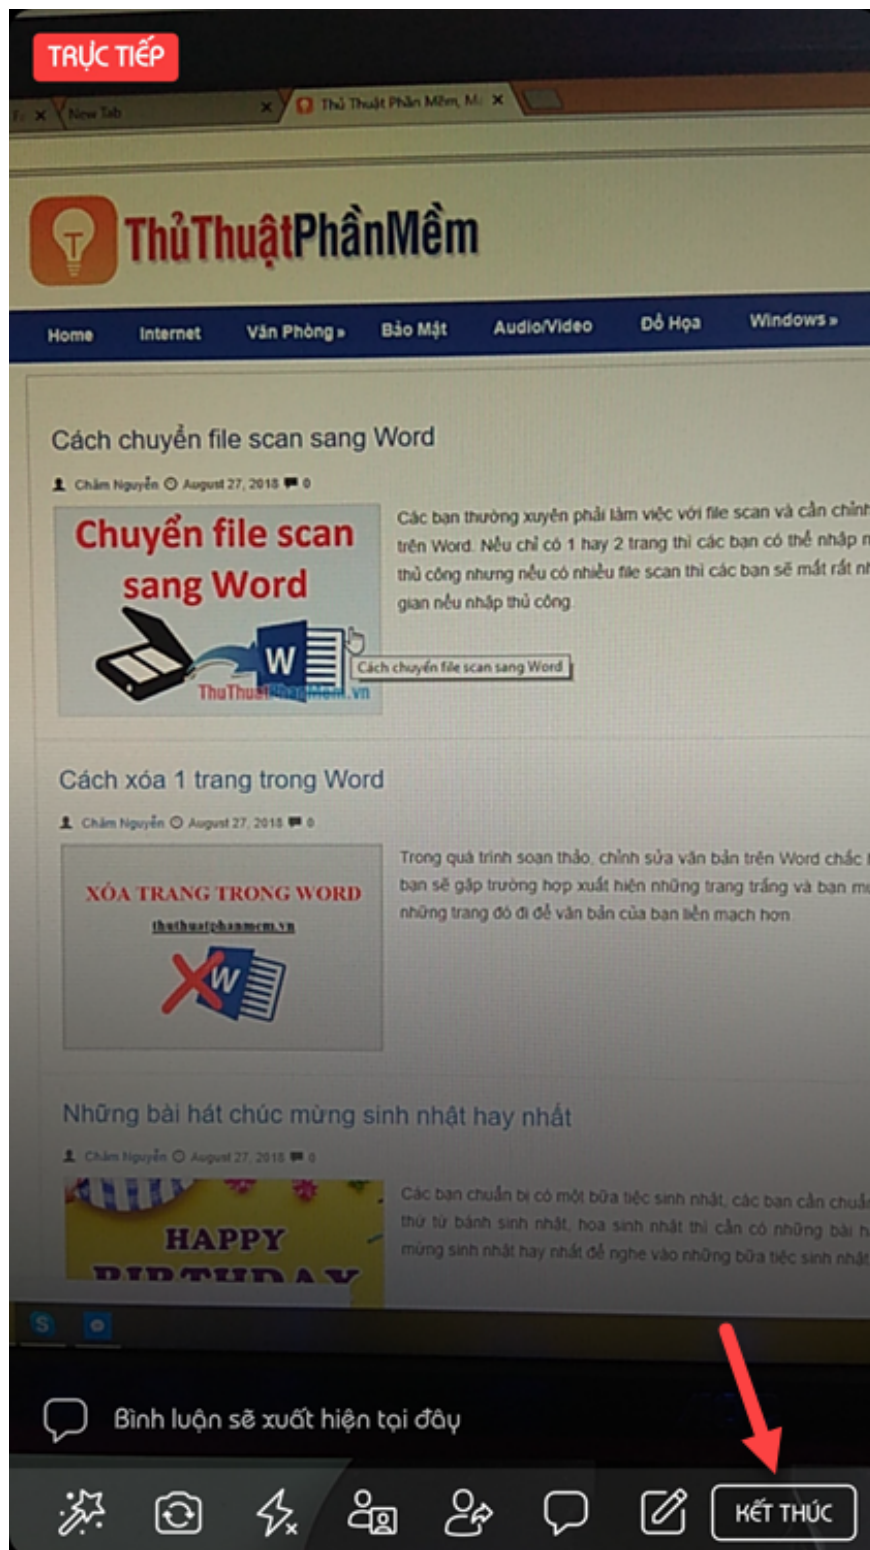 TRỰC TIẾP
New Tab
Thủ Thuật Phần Mềm, M
ThủThuậtPhầnMềm
Home Internet Văn Phòng » Bảo Mật Audio/Video Đồ Họa Windows »
Cách chuyển file scan sang Word
Châm Nguyễn August 27, 2018 0
Chuyển file scan
sang Word
W
ThuThuatPhanMem.vn
Các bạn thường xuyên phải làm việc với file scan và cần chỉnh
trên Word. Nếu chỉ có 1 hay 2 trang thì các bạn có thể nhập
thủ công nhưng nếu có nhiều file scan thì các bạn sẽ mất rất
gian nếu nhập thủ công.
Cách chuyển file scan sang Word
Cách xóa 1 trang trong Word
Châm Nguyễn August 27, 2018 0
XÓA TRANG TRONG WORD
thuthuatphanmem.vn
W
Trong quá trình soạn thảo, chỉnh sửa văn bản trên Word chắc
bạn sẽ gặp trường hợp xuất hiện những trang trắng và bạn
những trang đó đi để văn bản của bạn liền mạch hơn.
Những bài hát chúc mừng sinh nhật hay nhất
Châm Nguyễn August 27, 2018 0
HAPPY
BIRTHDAY
Các bạn chuẩn bị có một bữa tiệc sinh nhật, các bạn cần chuẩn
thứ từ bánh sinh nhật, hoa sinh nhật thì cần có những bài
mừng sinh nhật hay nhất để nghe vào những bữa tiệc sinh nhật
Bình luận sẽ xuất hiện tại đây
KẾT THÚC